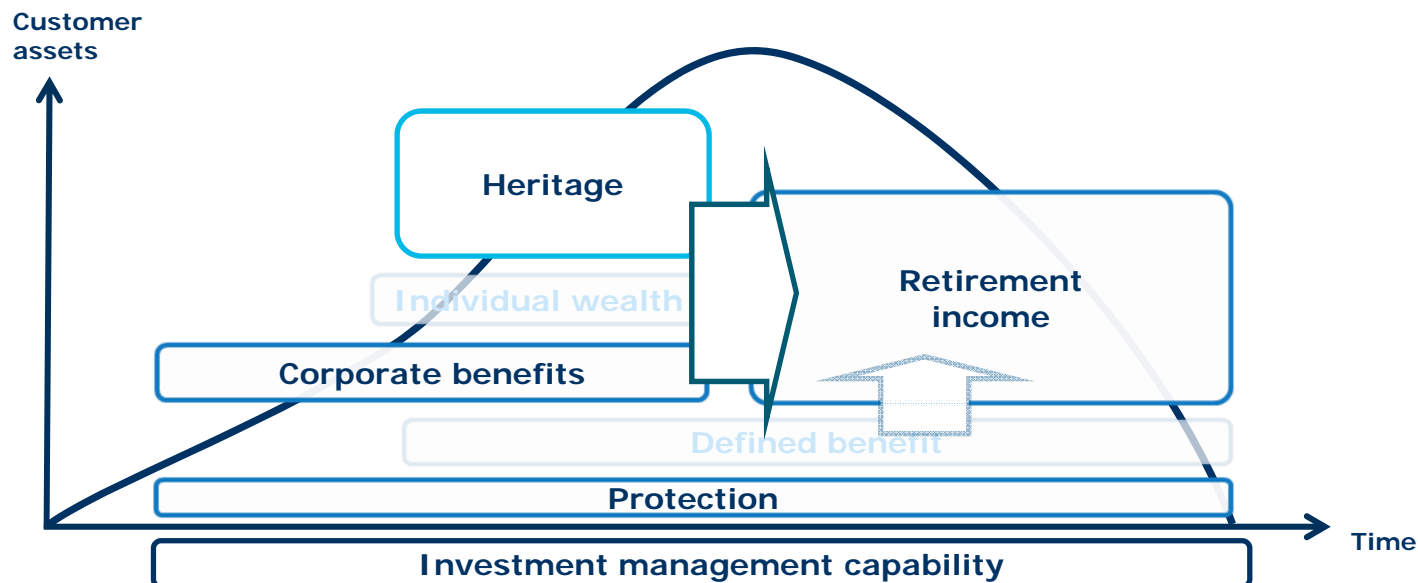 Customer
assets
Heritage
Individual wealth
Retirement
income
Corporate benefits
Defined benefit
Protection
Time
Investment management capability